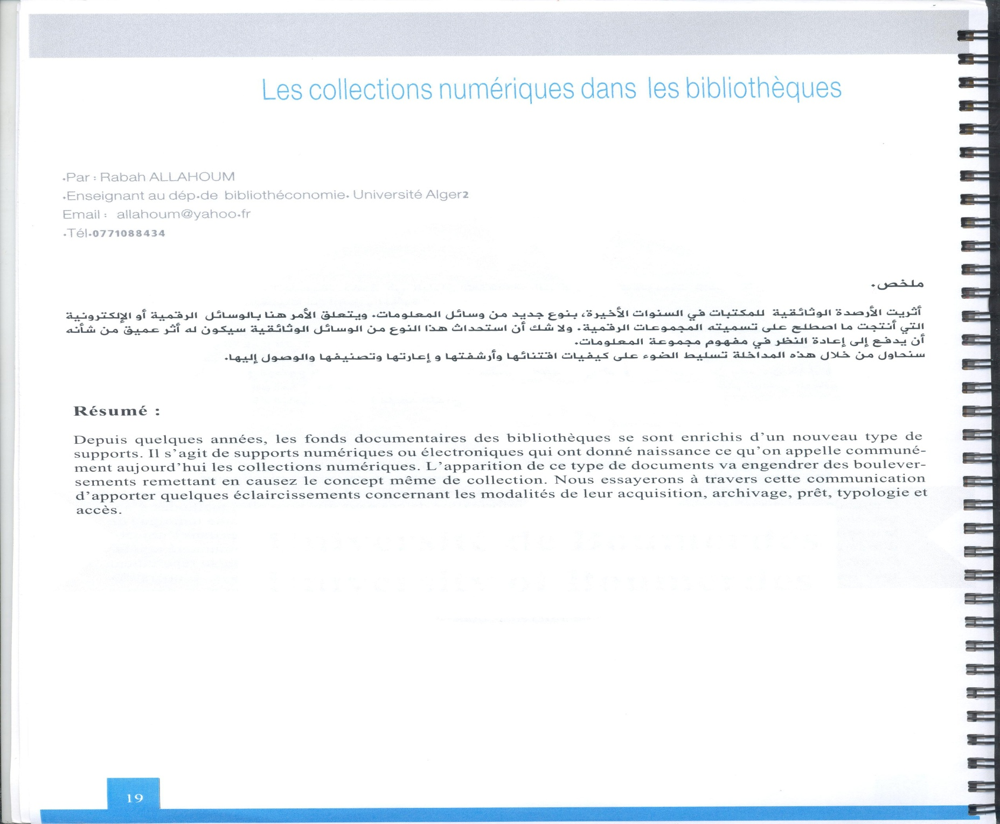 Les collections numériques dans les bibliothèques
.Par : Rabah ALLAHOUM
.Enseignant au dép.de bibliothéconomie. Université Alger2
Email : allahoum@yahoo.fr
.Tél.0771088434
ملخص.
أثريت الأرصدة الوثائقية للمكتبات في السنوات الأخيرة، بنوع جديد من وسائل المعلومات. ويتعلق الأمر هنا بالوسائل الرقمية أو الإلكترونية
التي أنتجت ما اصطلح على تسميته المجموعات الرقمية. ولا شك أن استحداث هذا النوع من الوسائل الوثائقية سيكون له أثر عميق من شأنه
أن يدفع إلى إعادة النظر في مفهوم مجموعة المعلومات.
سنحاول من خلال هذه المداخلة تسليط الضوء على كيفيات اقتنائها وأرشفتها و إعارتها وتصنيفها والوصول إليها.
Résumé :
Depuis quelques années, les fonds documentaires des bibliothèques se sont enrichis d’un nouveau type de
supports. Il s’agit de supports numériques ou électroniques qui ont donné naissance ce qu’on appelle communé-
ment aujourd’hui les collections numériques. L’apparition de ce type de documents va engendrer des boulever-
sements remettant en causez le concept même de collection. Nous essayerons à travers cette communication
d’apporter quelques éclaircissements concernant les modalités de leur acquisition, archivage, prêt, typologie et
accès.
19